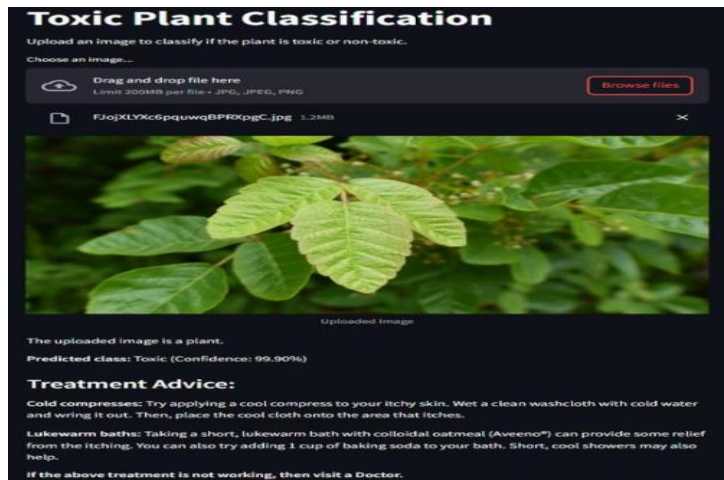 Toxic Plant Classification
Upload an image to classify if the plant is toxic or non-toxic.
Choose an image...
Drag and drop file here
Limit 200MB per file • JPG, JPEG, PNG
Browse files
FJojXLYXc6pquwqBPRXpgC.jpg 1.2MB
Uploaded Image
The uploaded image is a plant.
Predicted class: Toxic (Confidence: 99.90%)
Treatment Advice:
Cold compresses: Try applying a cool compress to your itchy skin. Wet a clean washcloth with cold water
and wring it out. Then, place the cool cloth onto the area that itches.
Lukewarm baths: Taking a short, lukewarm bath with colloidal oatmeal (Aveeno®) can provide some relief
from the itching. You can also try adding 1 cup of baking soda to your bath. Short, cool showers may also
help.
If the above treatment is not working, then visit a Doctor.